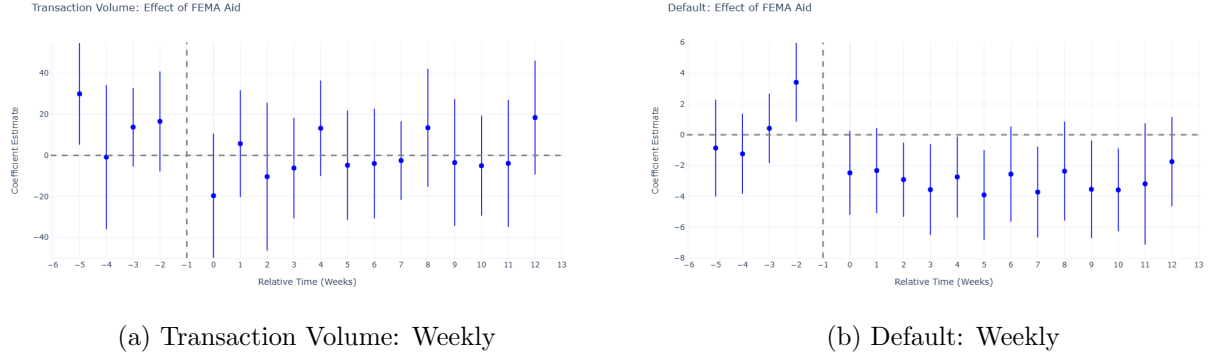 Transaction Volume: Effect of FEMA Aid
Coefficient Estimate
40
20
0
−20
−40
−6 −5 −4 −3 −2 −1 0 1 2 3 4 5 6 7 8 9 10 11 12 13
Relative Time (Weeks)
(a) Transaction Volume: Weekly
Default: Effect of FEMA Aid
Coefficient Estimate
6
4
2
0
−2
−4
−6
−8
−6 −5 −4 −3 −2 −1 0 1 2 3 4 5 6 7 8 9 10 11 12 13
Relative Time (Weeks)
(b) Default: Weekly